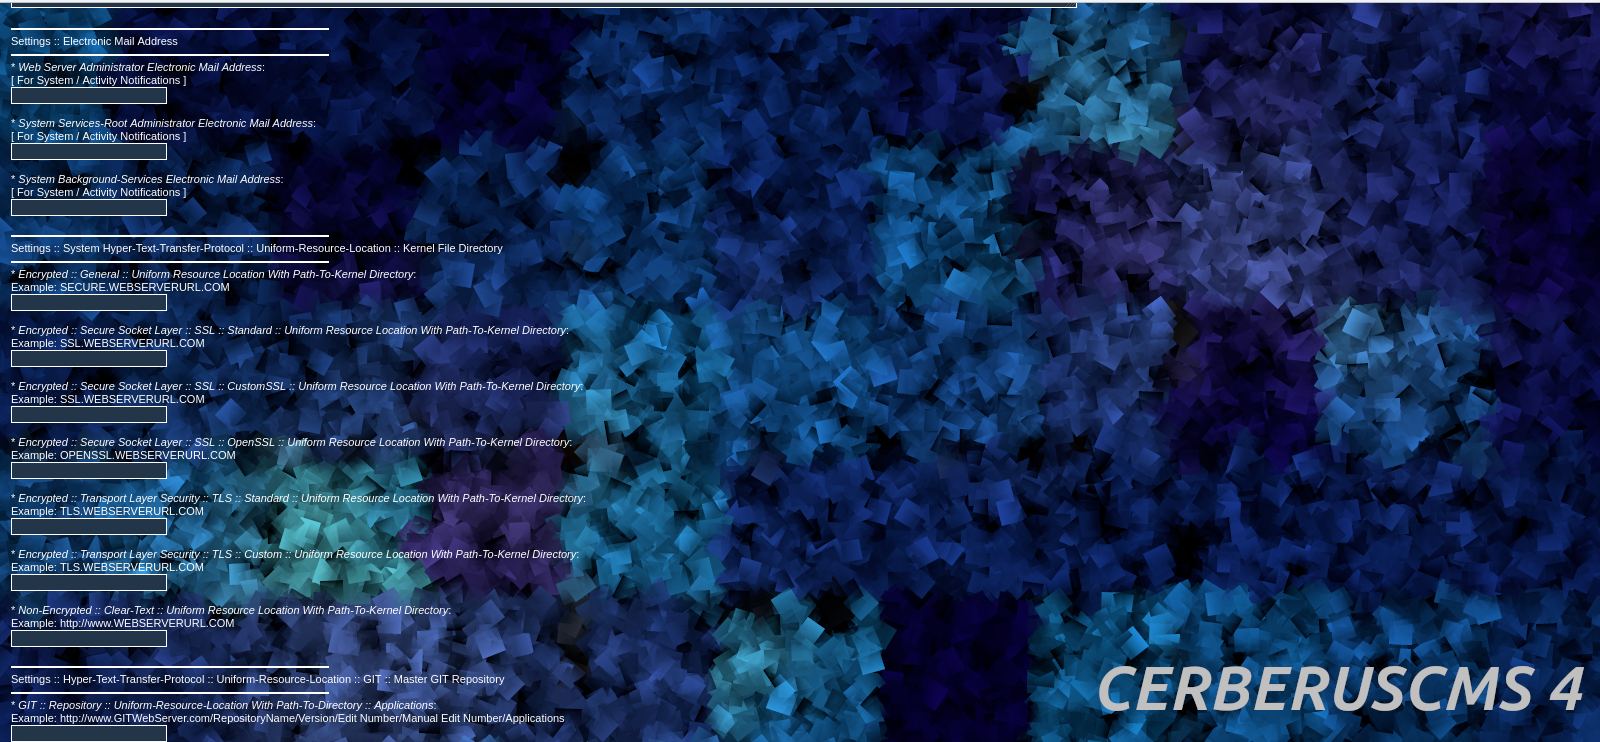 Settings :: Electronic Mail Address
* Web Server Administrator Electronic Mail Address:
[ For System / Activity Notifications ]
* System Services-Root Administrator Electronic Mail Address:
[ For System / Activity Notifications ]
* System Background-Services Electronic Mail Address:
[ For System / Activity Notifications ]
Settings :: System Hyper-Text-Transfer-Protocol :: Uniform-Resource-Location :: Kernel File Directory
* Encrypted :: General :: Uniform Resource Location With Path-To-Kernel Directory:
Example: SECURE.WEBSERVERURL.COM
* Encrypted :: Secure Socket Layer :: SSL :: Standard :: Uniform Resource Location With Path-To-Kernel Directory:
Example: SSL.WEBSERVERURL.COM
* Encrypted :: Secure Socket Layer :: SSL :: CustomSSL :: Uniform Resource Location With Path-To-Kernel Directory:
Example: SSL.WEBSERVERURL.COM
* Encrypted :: Secure Socket Layer :: SSL :: OpenSSL :: Uniform Resource Location With Path-To-Kernel Directory:
Example: OPENSSL.WEBSERVERURL.COM
* Encrypted :: Transport Layer Security :: TLS :: Standard :: Uniform Resource Location With Path-To-Kernel Directory:
Example: TLS.WEBSERVERURL.COM
* Encrypted :: Transport Layer Security :: TLS :: Custom :: Uniform Resource Location With Path-To-Kernel Directory:
Example: TLS.WEBSERVERURL.COM
* Non-Encrypted :: Clear-Text :: Uniform Resource Location With Path-To-Kernel Directory:
Example: http://www.WEBSERVERURL.COM
Settings :: Hyper-Text-Transfer-Protocol :: Uniform-Resource-Location :: GIT :: Master GIT Repository
* GIT :: Repository :: Uniform-Resource-Location With Path-To-Directory :: Applications:
Example: http://www.GITWebServer.com/RepositoryName/Version/Edit Number/Manual Edit Number/Applications
CERBERUSCMS 4